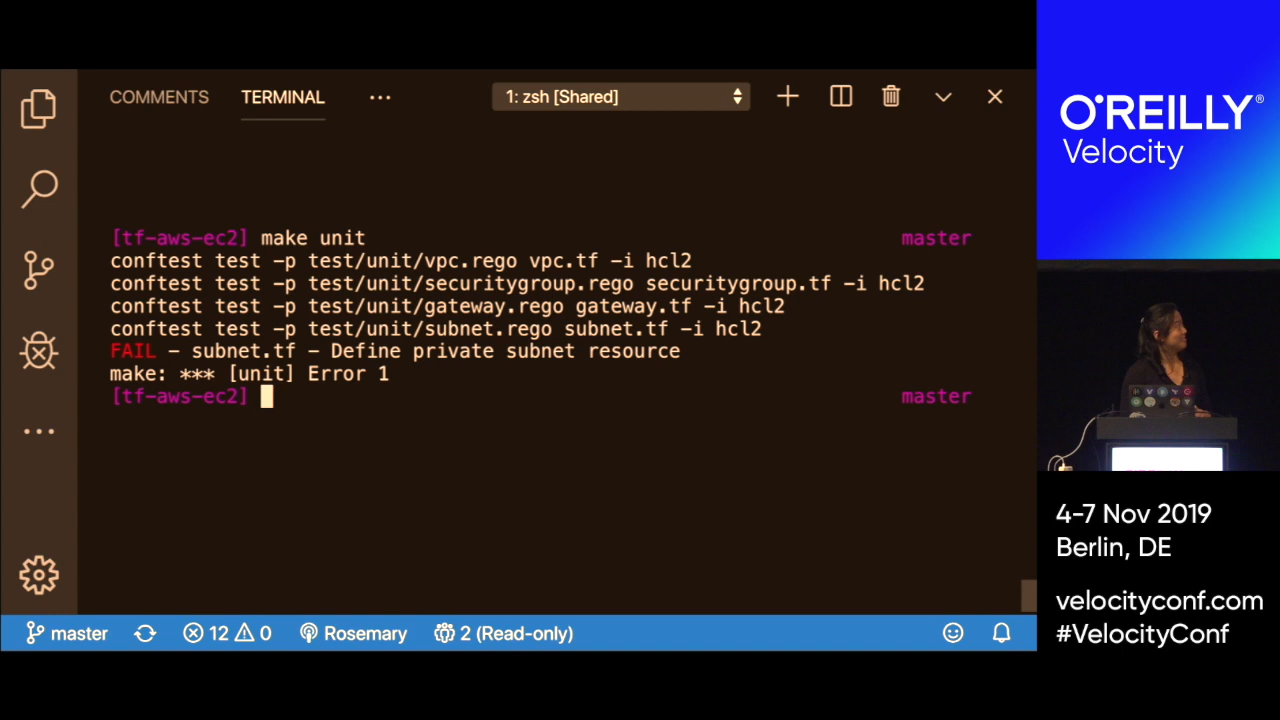 COMMENTS TERMINAL ... 1: zsh [Shared]
[tf-aws-ec2] make unit master
conftest test -p test/unit/vpc.rego vpc.tf -i hcl2
conftest test -p test/unit/securitygroup.rego securitygroup.tf -i hcl2
conftest test -p test/unit/gateway.rego gateway.tf -i hcl2
conftest test -p test/unit/subnet.rego subnet.tf -i hcl2
FAIL - subnet.tf - Define private subnet resource
make: *** [unit] Error 1
[tf-aws-ec2] master
master 12 0 Rosemary 2 (Read-only)
O'REILLY®
Velocity
4-7 Nov 2019
Berlin, DE
velocityconf.com
#VelocityConf